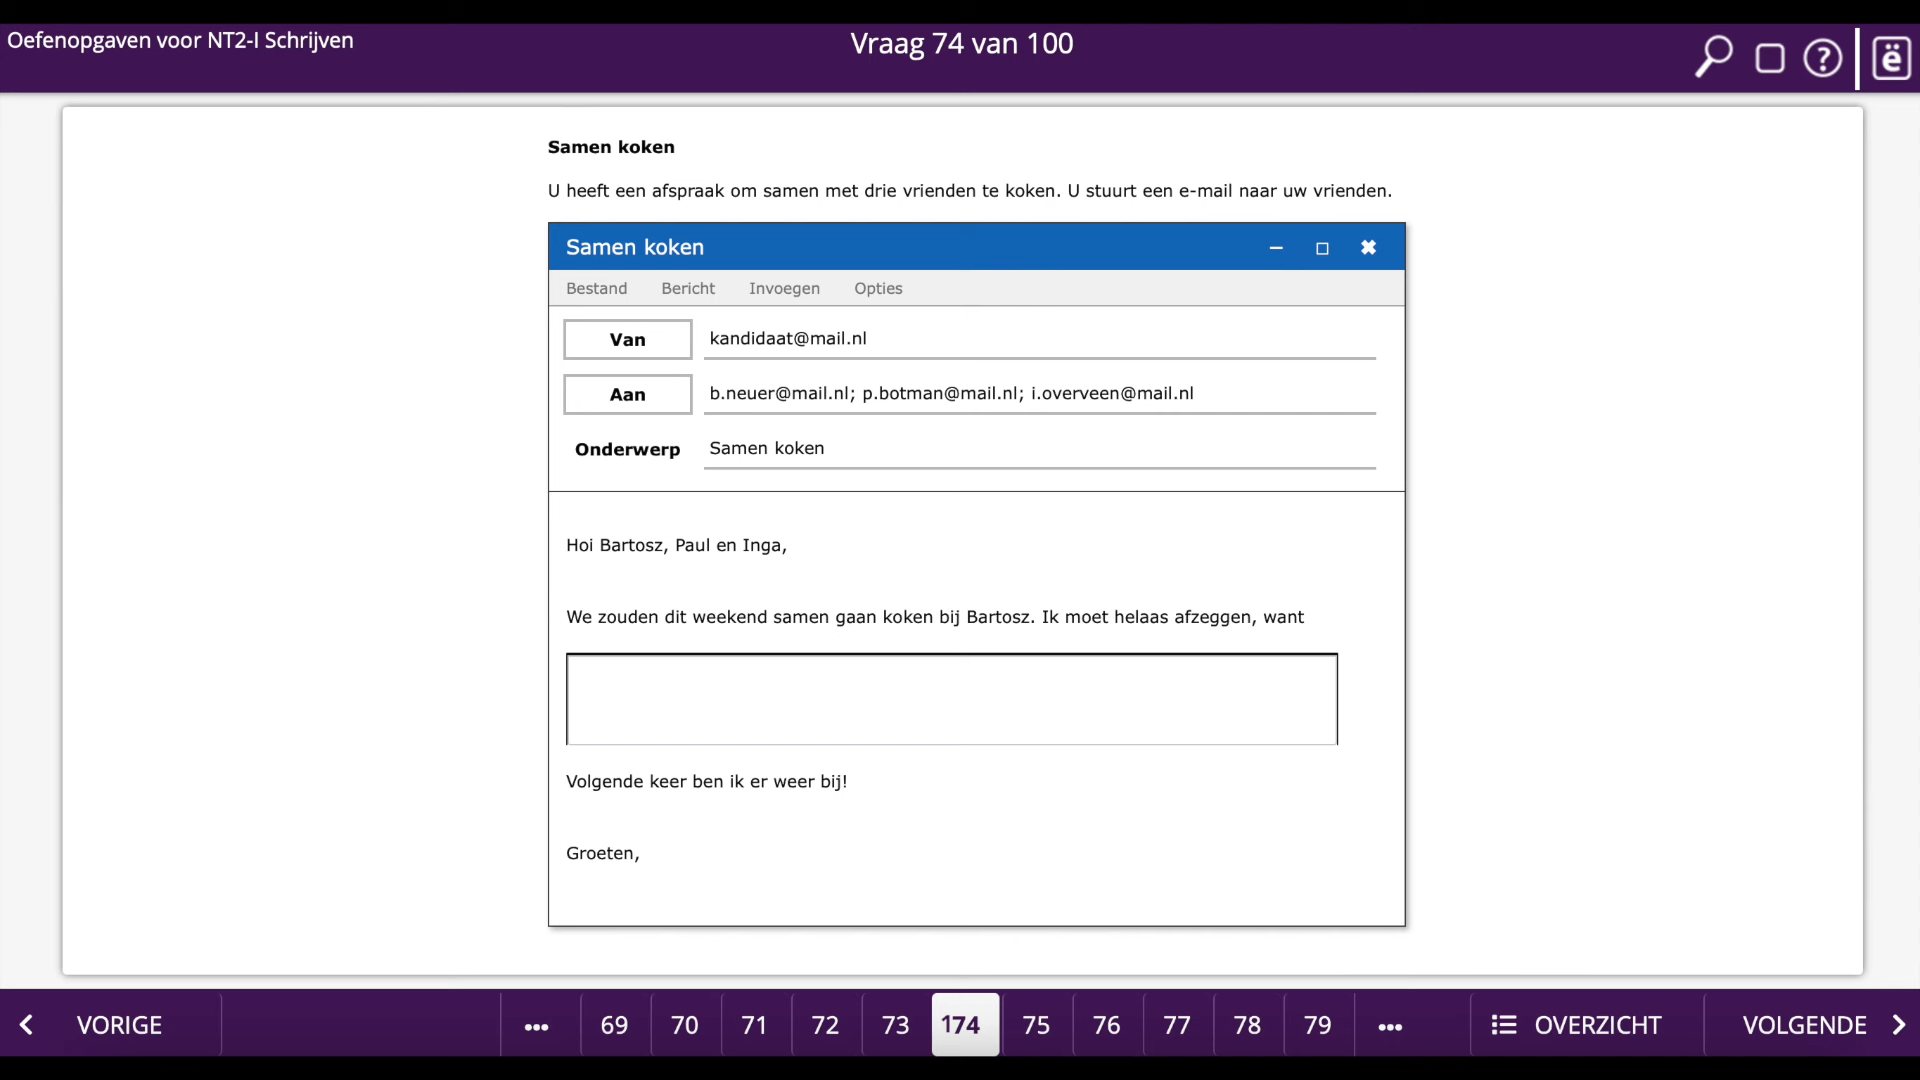 Oefenopgaven voor NT2-I Schrijven
Vraag 74 van 100
Samen koken
U heeft een afspraak om samen met drie vrienden te koken. U stuurt een e-mail naar uw vrienden.
Samen koken
Bestand Bericht Invoegen Opties
Van kandidaat@mail.nl
Aan b.neuer@mail.nl; p.botman@mail.nl; i.overveen@mail.nl
Onderwerp Samen koken
Hoi Bartosz, Paul en Inga,
We zouden dit weekend samen gaan koken bij Bartosz. Ik moet helaas afzeggen, want
Volgende keer ben ik er weer bij!
Groeten,
VORIGE ... 69 70 71 72 73 174 75 76 77 78 79 ... OVERZICHT VOLGENDE